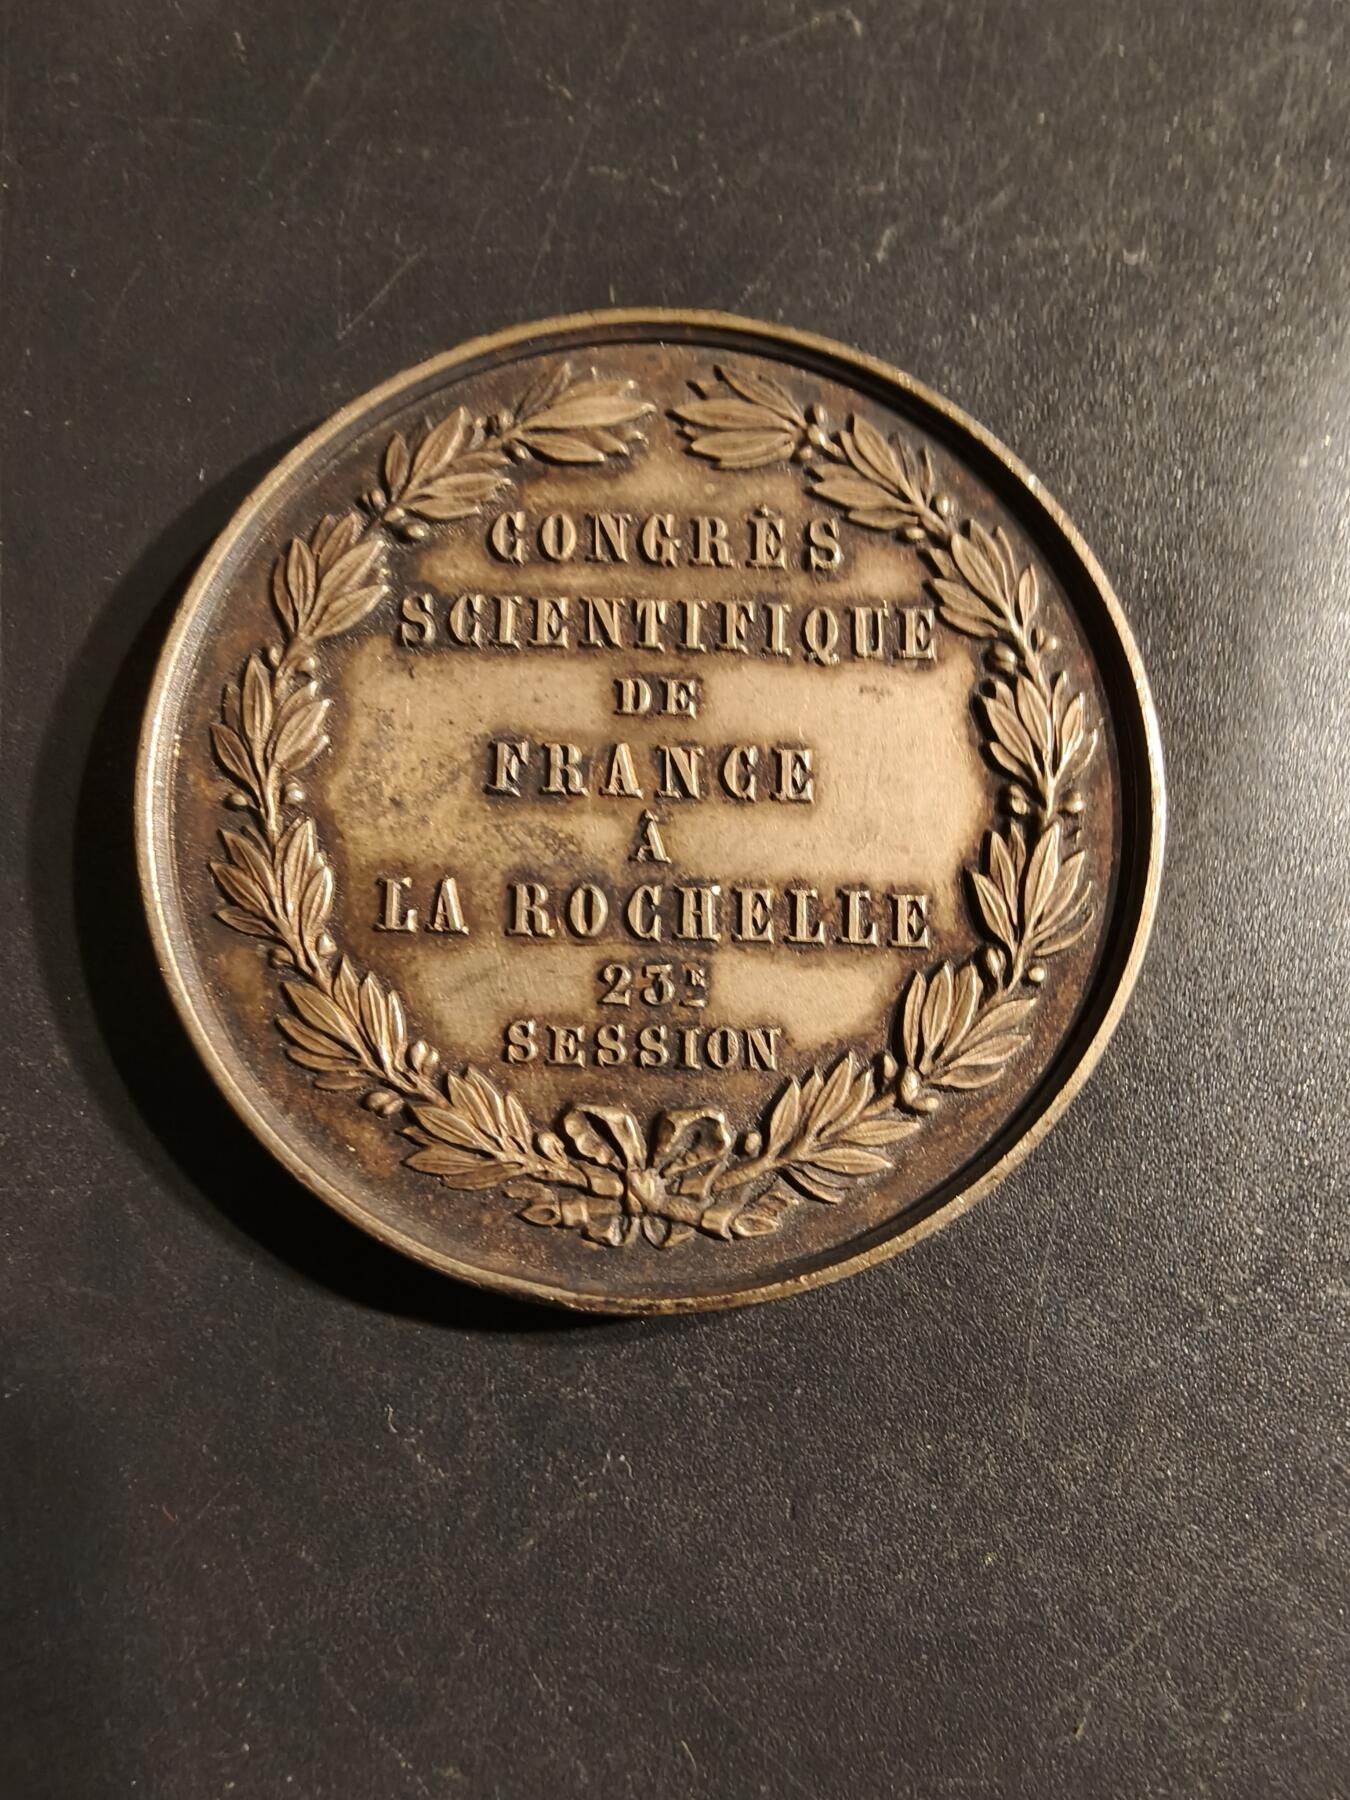 CONGRÈS
SCIENTIFIQUE
DE
FRANCE
À
LA ROCHELLE
23E
SESSION